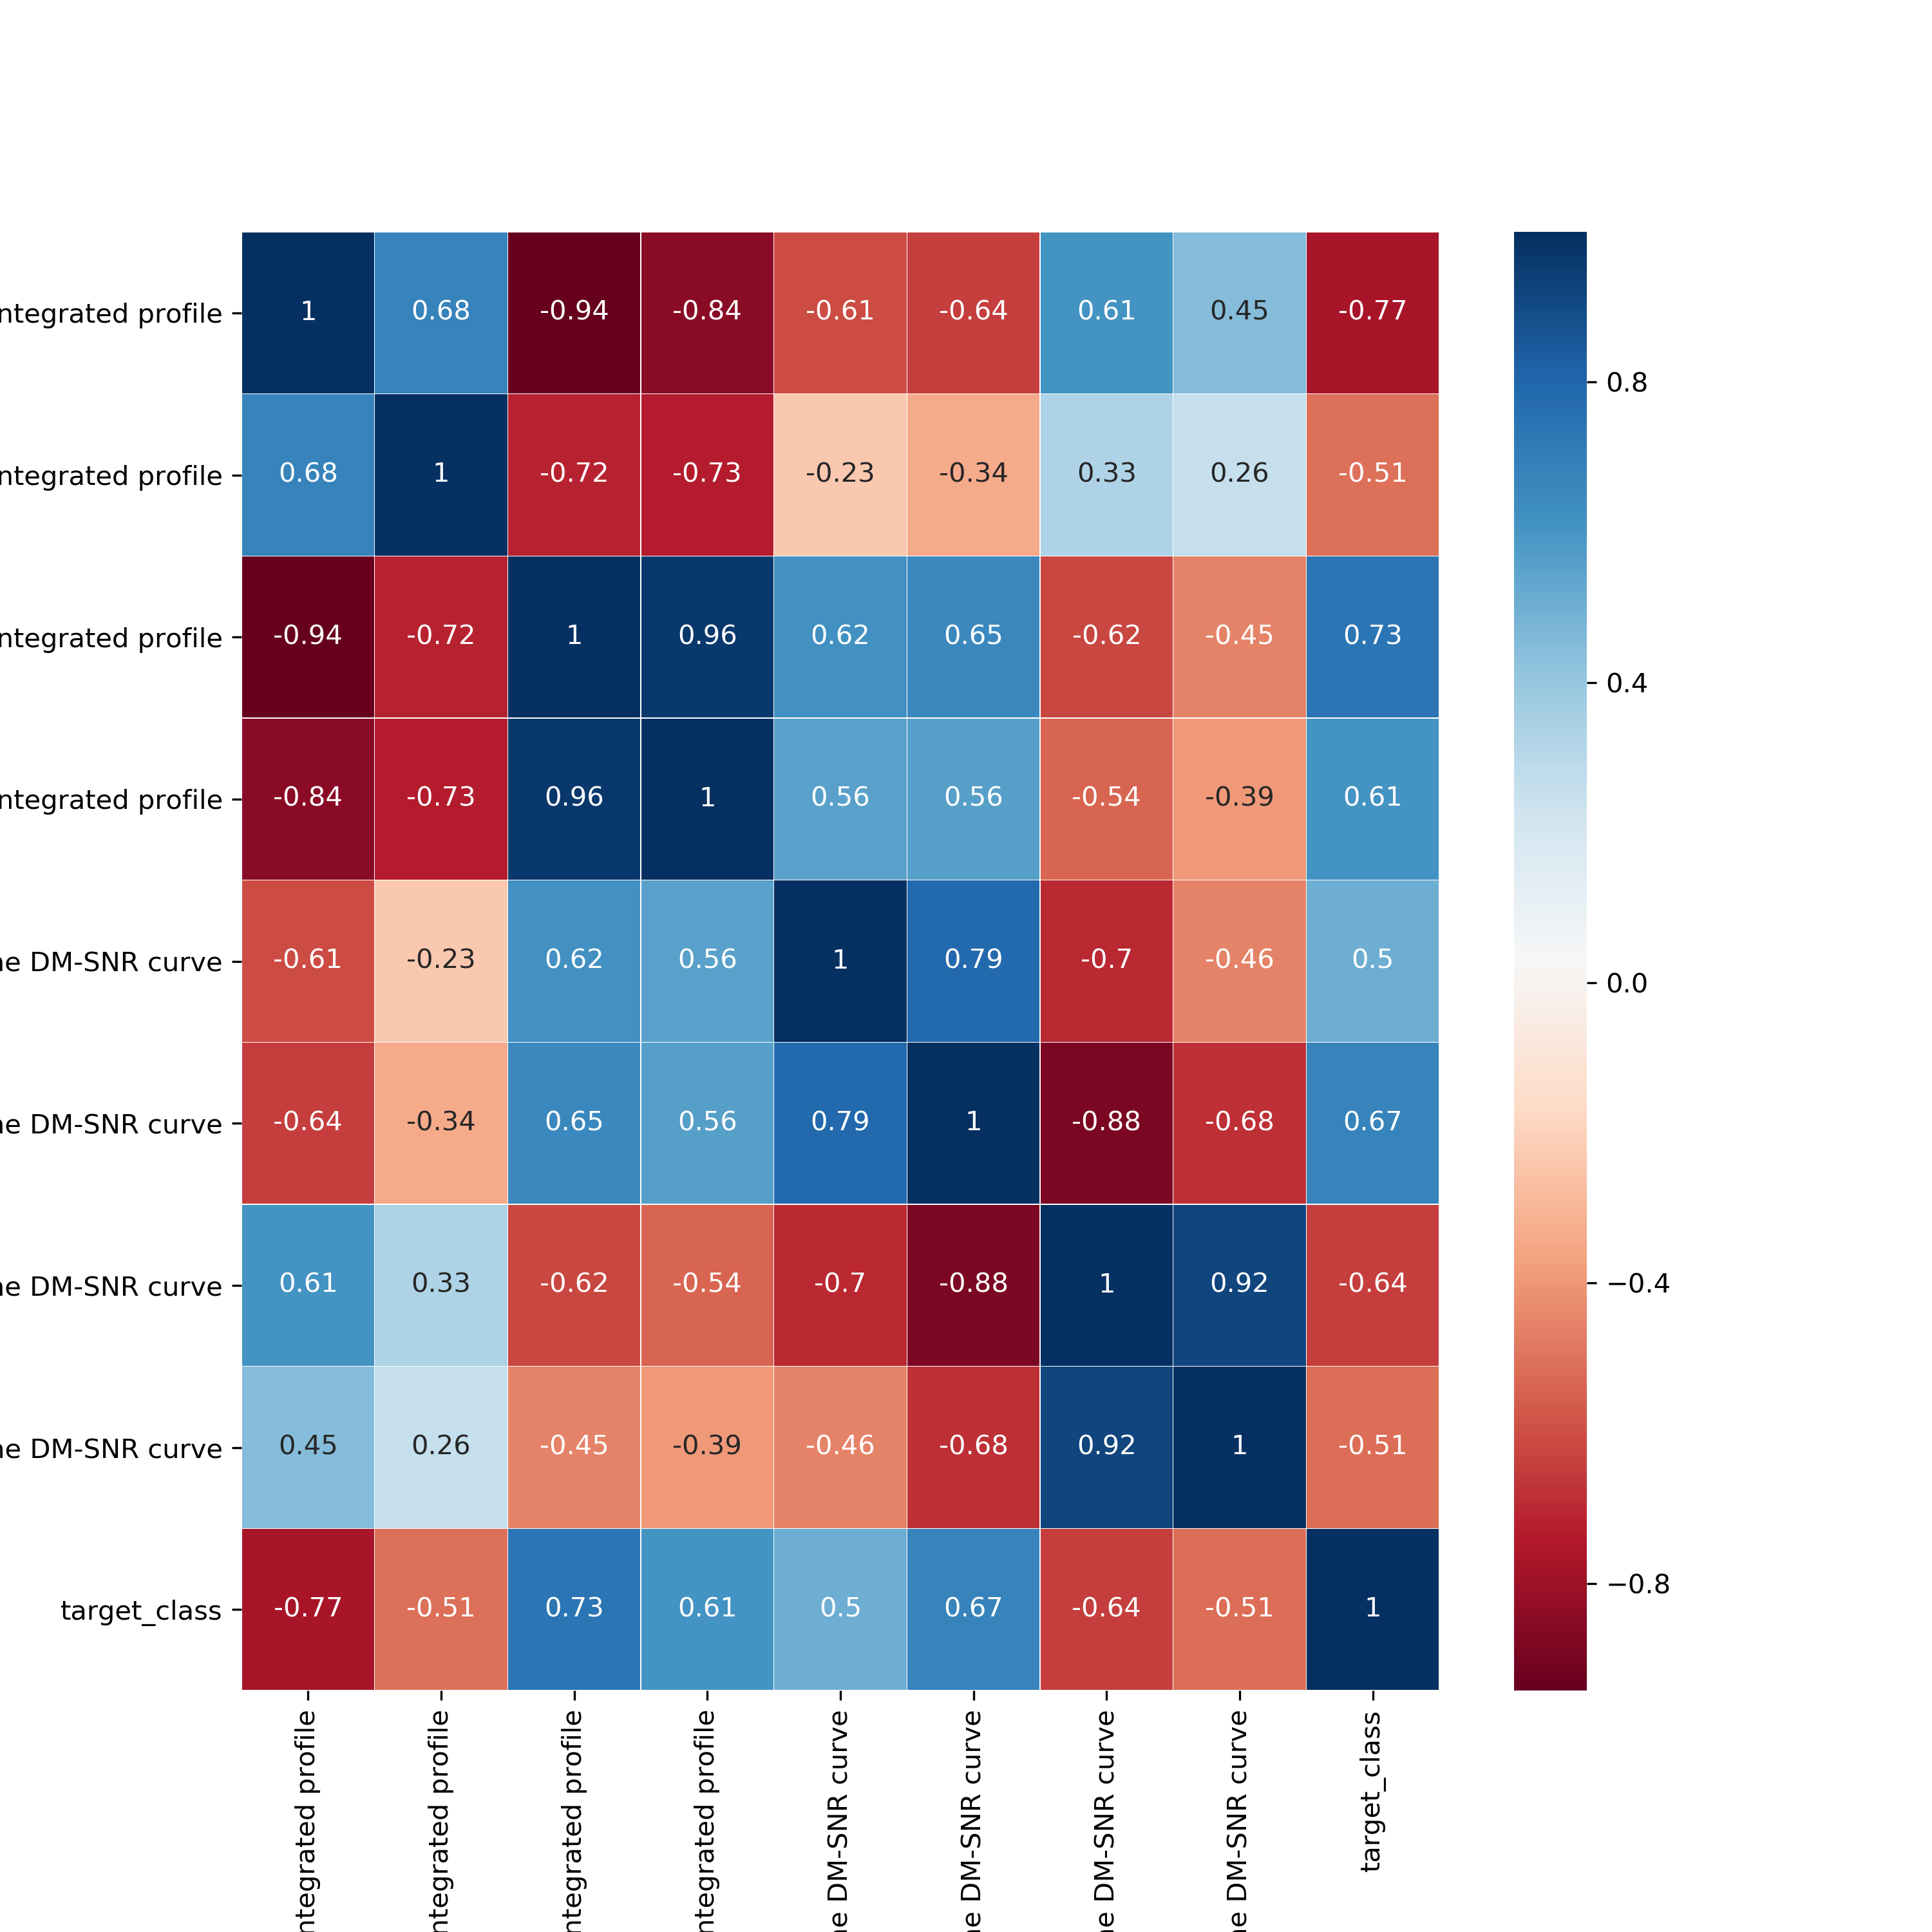 ntegrated profile 1 0.68 -0.94 -0.84 -0.61 -0.64 0.61 0.45 -0.77
0.8
ntegrated profile 0.68 1 -0.72 -0.73 -0.23 -0.34 0.33 0.26 -0.51
ntegrated profile -0.94 -0.72 1 0.96 0.62 0.65 -0.62 -0.45 0.73
0.4
ntegrated profile -0.84 -0.73 0.96 1 0.56 0.56 -0.54 -0.39 0.61
ne DM-SNR curve -0.61 -0.23 0.62 0.56 1 0.79 -0.7 -0.46 0.5
0.0
ne DM-SNR curve -0.64 -0.34 0.65 0.56 0.79 1 -0.88 -0.68 0.67
ne DM-SNR curve 0.61 0.33 -0.62 -0.54 -0.7 -0.88 1 0.92 -0.64
−0.4
ne DM-SNR curve 0.45 0.26 -0.45 -0.39 -0.46 -0.68 0.92 1 -0.51
−0.8
target_class -0.77 -0.51 0.73 0.61 0.5 0.67 -0.64 -0.51 1
ntegrated profile
ntegrated profile
ntegrated profile
ntegrated profile
ne DM-SNR curve
ne DM-SNR curve
ne DM-SNR curve
ne DM-SNR curve
target_class